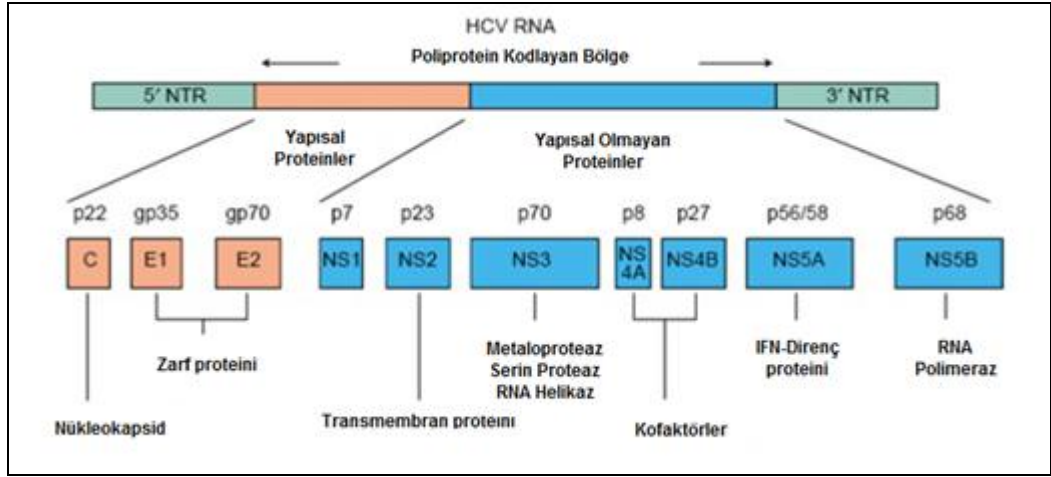 HCV RNA
Poliprotein Kodlayan Bölge
5' NTR
3' NTR
Yapısal
Proteinler
Yapısal Olmayan
Proteinler
p22 gp35 gp70 p7 p23 p70 p8 p27 p56/58 p68
C E1 E2 NS1 NS2 NS3 NS
4A NS4B NS5A NS5B
Zarf proteini
Metaloproteaz
Serin Proteaz
RNA Helikaz
IFN-Direnç
proteini
RNA
Polimeraz
Nükleokapsid
Transmembran proteını
Kofaktörler